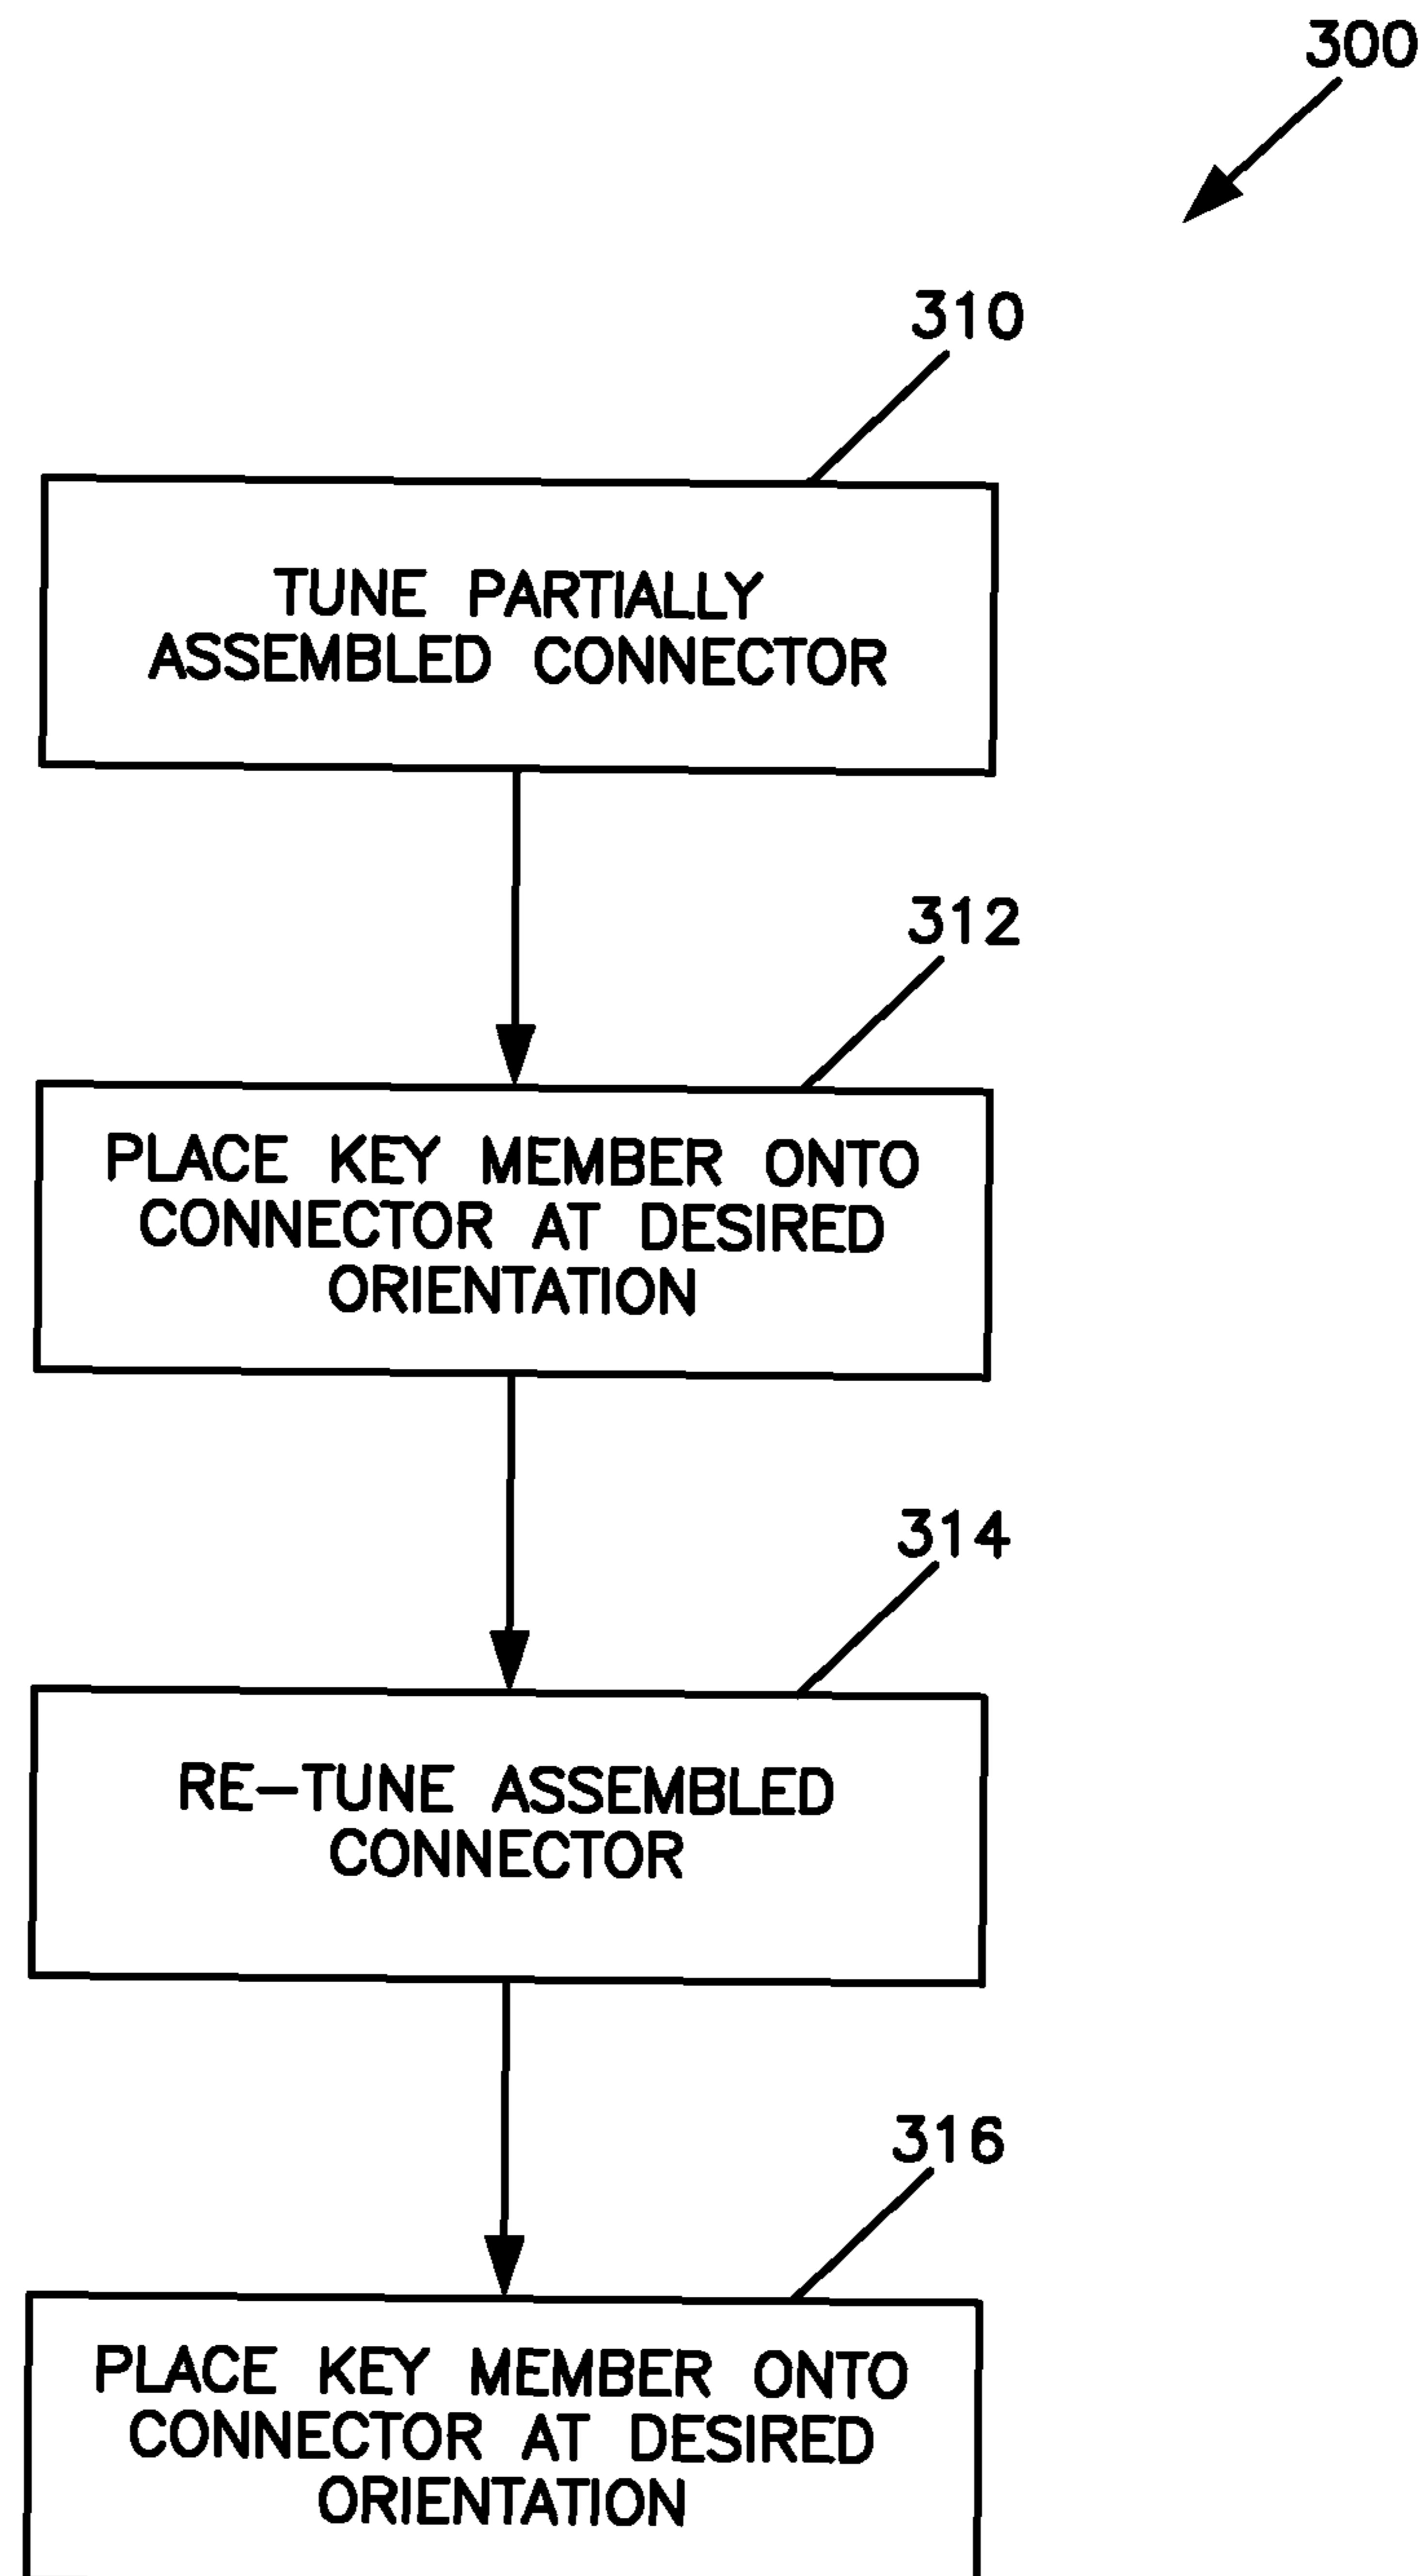 300
310
TUNE PARTIALLY
ASSEMBLED CONNECTOR
312
PLACE KEY MEMBER ONTO
CONNECTOR AT DESIRED
ORIENTATION
314
RE-TUNE ASSEMBLED
CONNECTOR
316
PLACE KEY MEMBER ONTO
CONNECTOR AT DESIRED
ORIENTATION